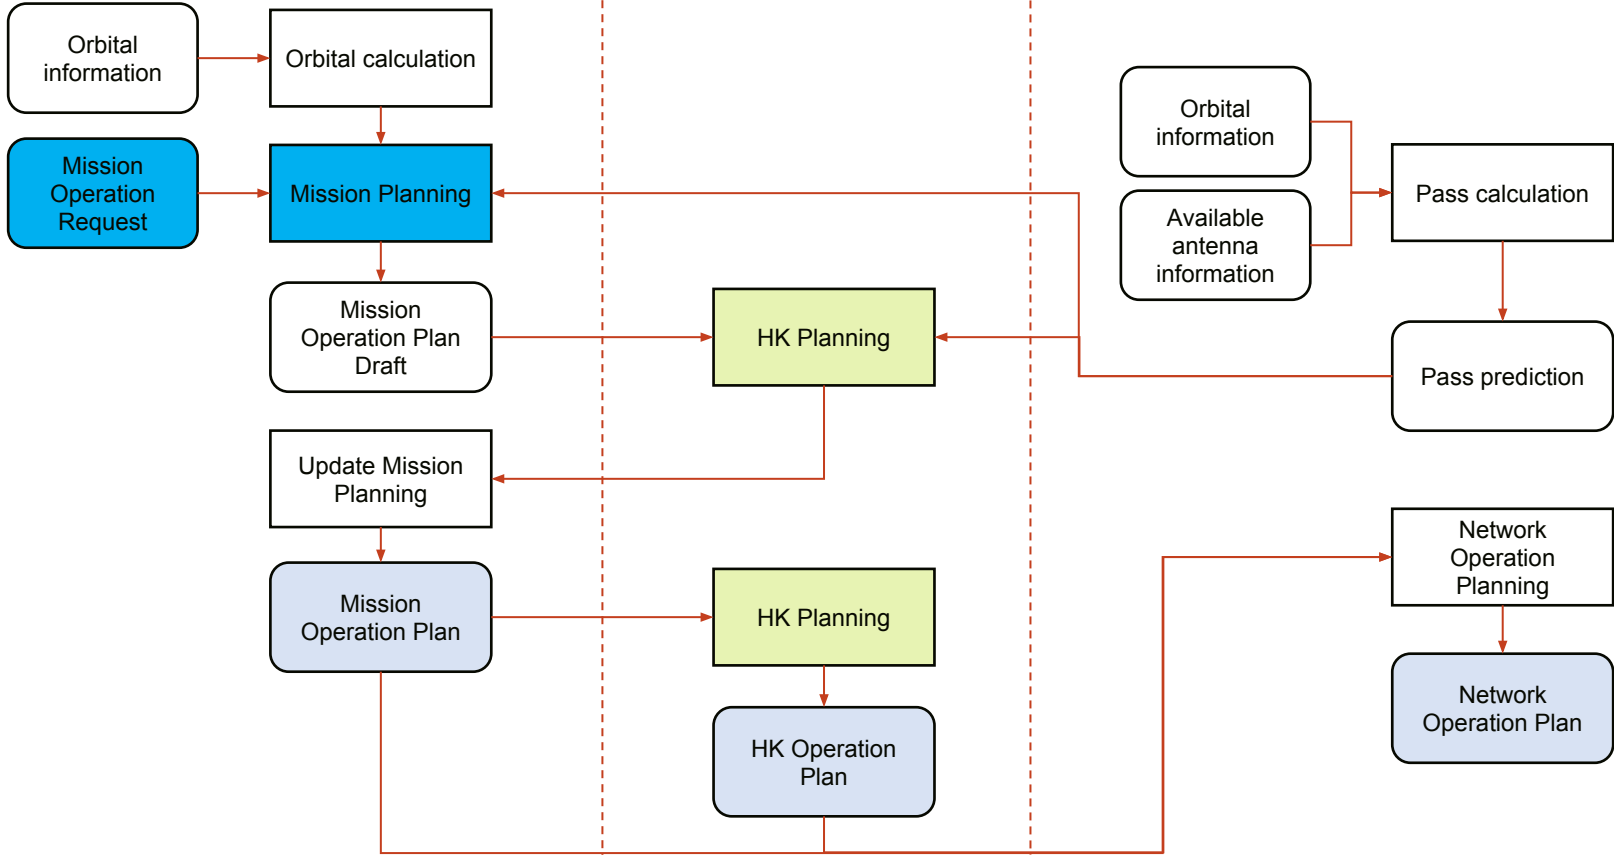 Orbital
information
Orbital calculation
Mission
Operation
Request
Mission Planning
Mission
Operation Plan
Draft
Update Mission
Planning
Mission
Operation Plan
HK Planning
HK Planning
HK Operation
Plan
Orbital
information
Available
antenna
information
Pass calculation
Pass prediction
Network
Operation
Planning
Network
Operation Plan